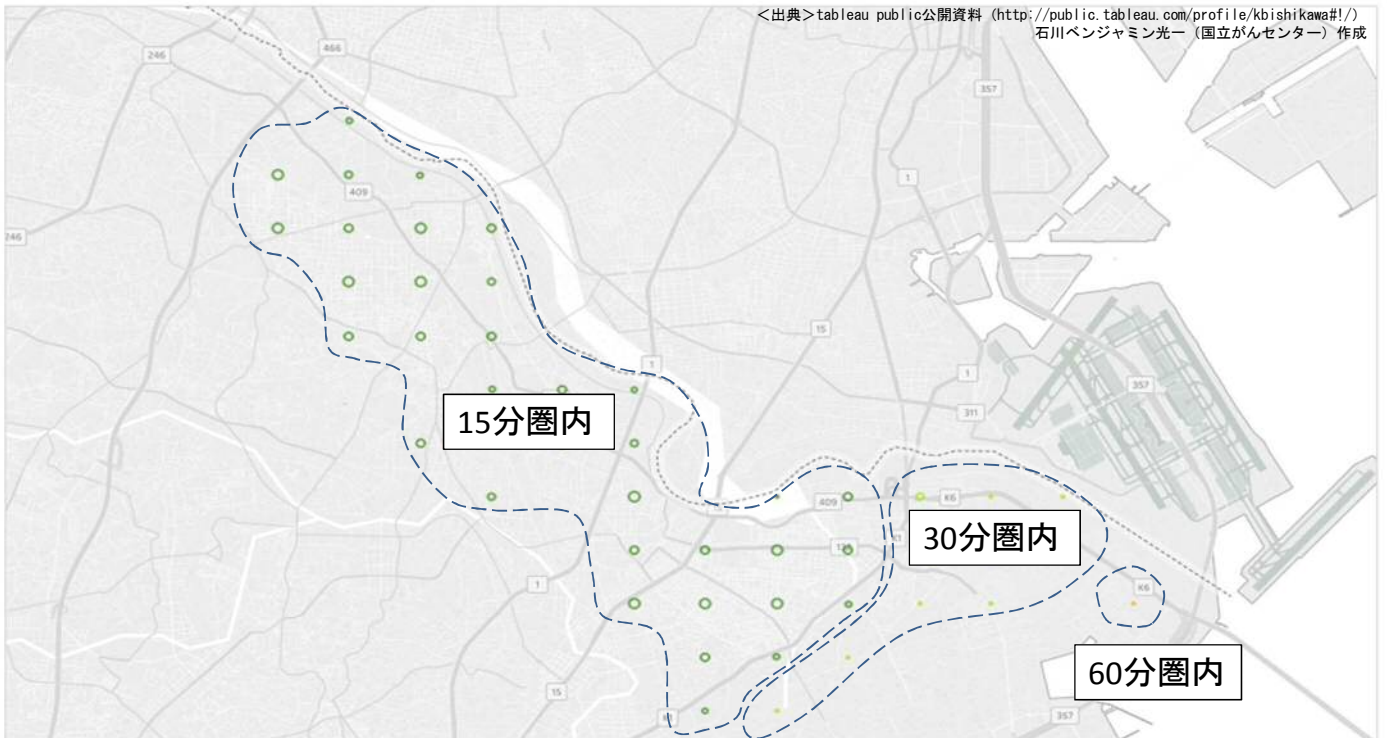 ＜出典＞tableau public公開資料（http://public.tableau.com/profile/kbishikawa#!/）
石川ベンジャミン光一（国立がんセンター）作成
466
246
357
409
1
246
15
1
1
357
311
15分圏内
409
K6
30分圏内
K1
1
K6
60分圏内
15
357